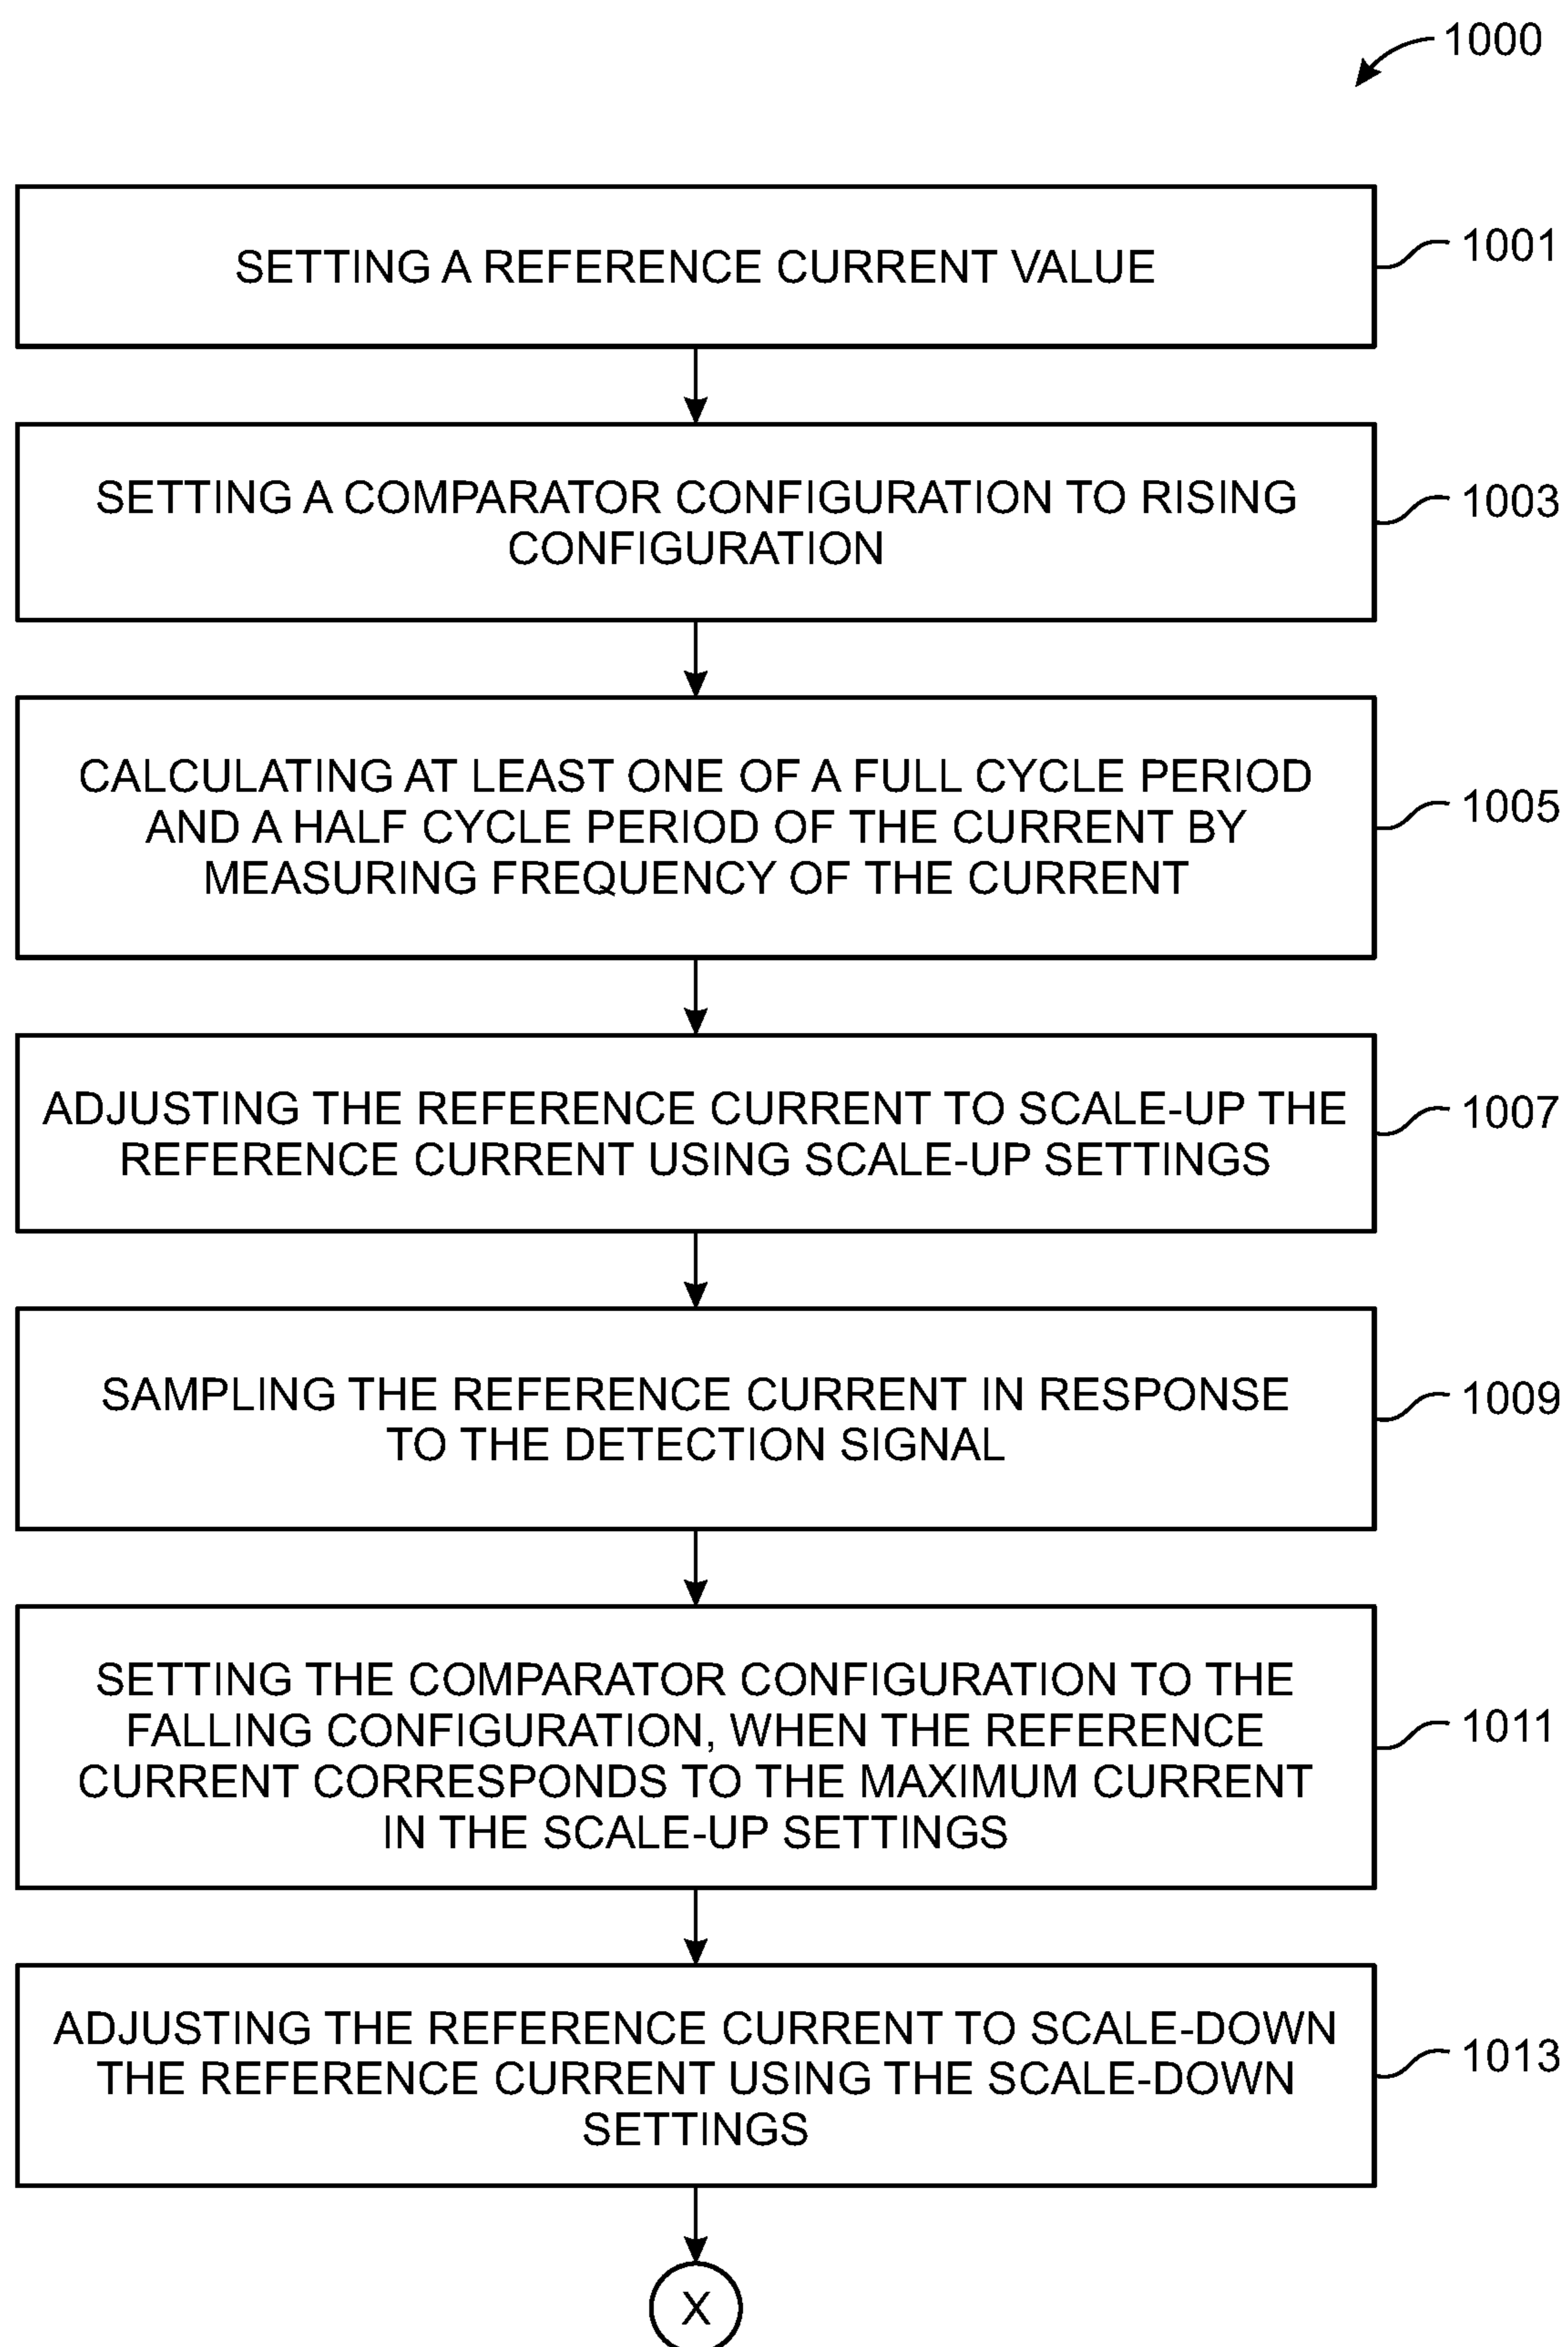 1000
SETTING A REFERENCE CURRENT VALUE
1001
SETTING A COMPARATOR CONFIGURATION TO RISING
CONFIGURATION
1003
CALCULATING AT LEAST ONE OF A FULL CYCLE PERIOD
AND A HALF CYCLE PERIOD OF THE CURRENT BY
MEASURING FREQUENCY OF THE CURRENT
1005
ADJUSTING THE REFERENCE CURRENT TO SCALE-UP THE
REFERENCE CURRENT USING SCALE-UP SETTINGS
1007
SAMPLING THE REFERENCE CURRENT IN RESPONSE
TO THE DETECTION SIGNAL
1009
SETTING THE COMPARATOR CONFIGURATION TO THE
FALLING CONFIGURATION, WHEN THE REFERENCE
CURRENT CORRESPONDS TO THE MAXIMUM CURRENT
IN THE SCALE-UP SETTINGS
1011
ADJUSTING THE REFERENCE CURRENT TO SCALE-DOWN
THE REFERENCE CURRENT USING THE SCALE-DOWN
SETTINGS
1013
X